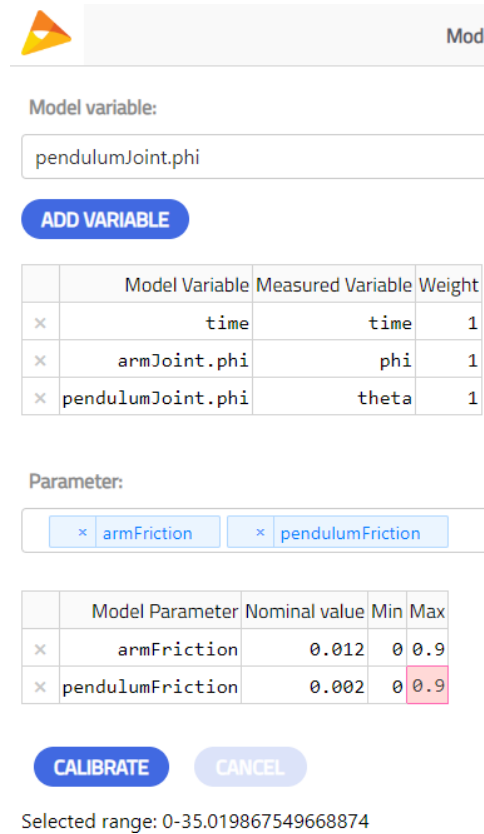 Mod
Model variable:
pendulumJoint.phi
ADD VARIABLE
Model Variable Measured Variable Weight
× time time 1
× armJoint.phi phi 1
× pendulumJoint.phi theta 1
Parameter:
× armFriction × pendulumFriction
Model Parameter Nominal value Min Max
× armFriction 0.012 0 0.9
× pendulumFriction 0.002 0 0.9
CALIBRATE CANCEL
Selected range: 0-35.019867549668874